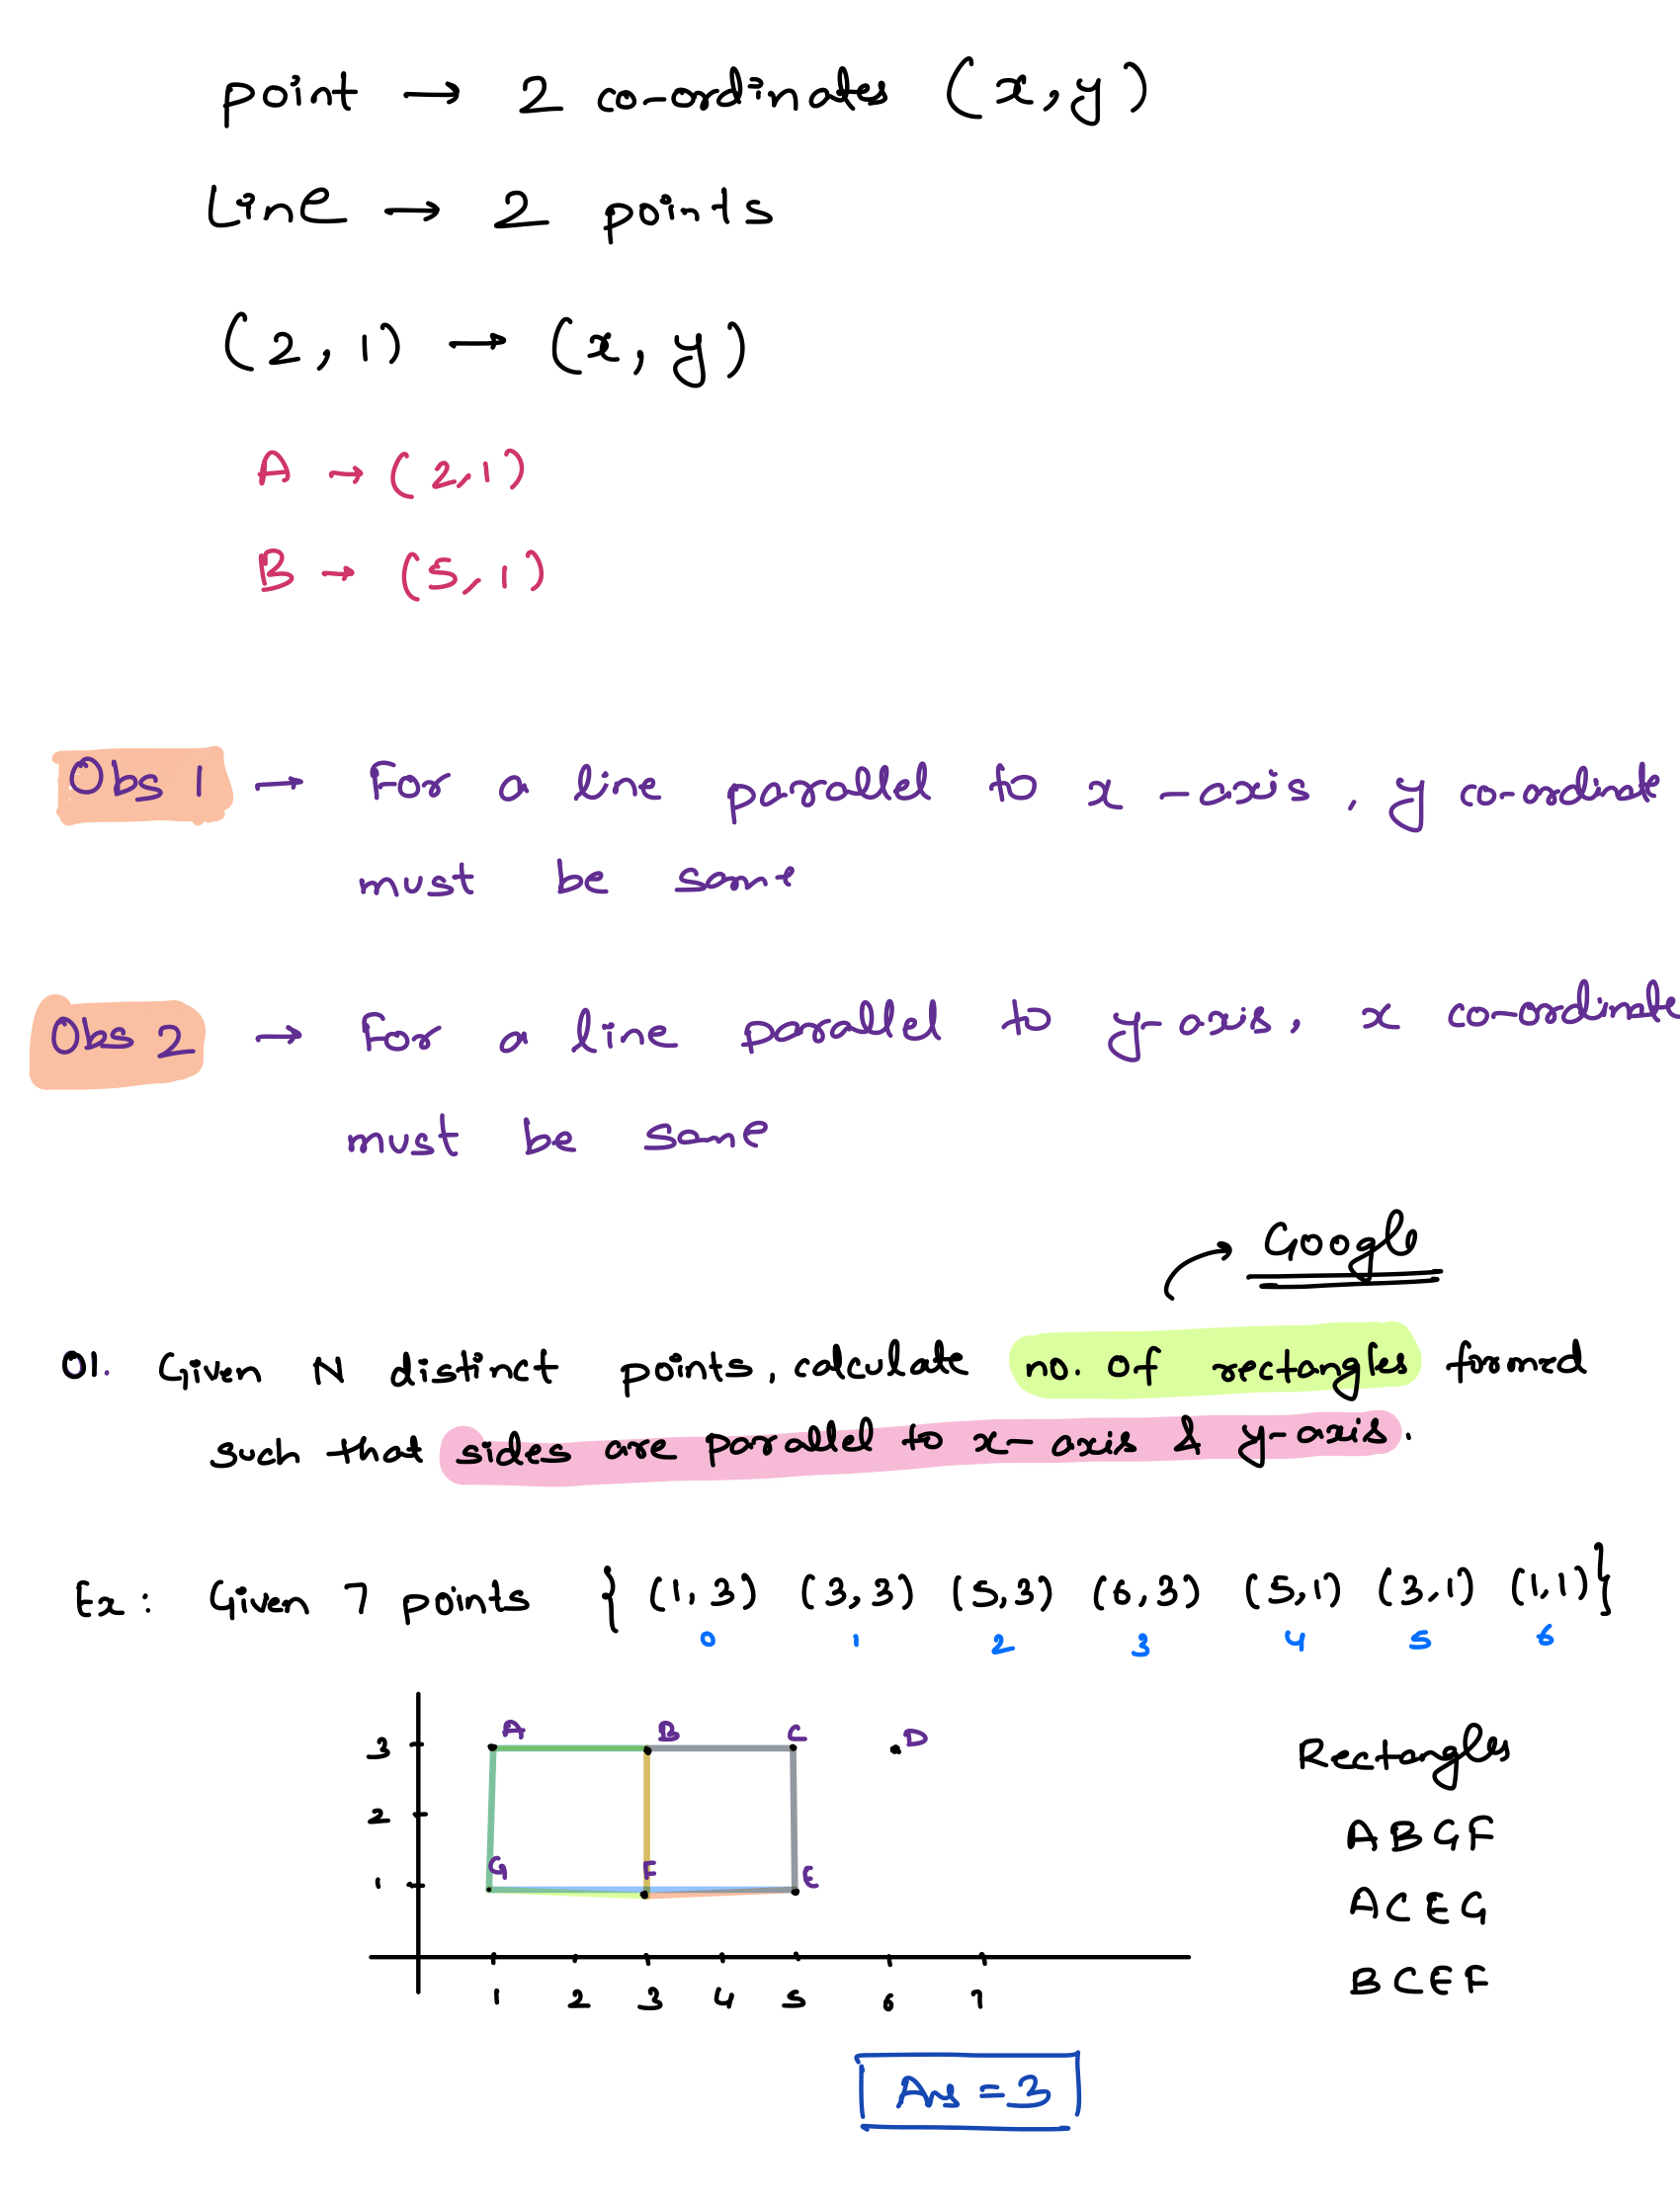 point → 2 co-ordinates (x,y)
Line → 2 points
(2,1) → (x,y)
A → (2,1)
B → (5,1)
Obs 1 → For a line parallel to x-axis, y co-ordinate
must be same
Obs 2 → For a line parallel to y-axis, x co-ordinate
must be same
Google
01. Given N distinct points, calculate no. of rectangles formed
such that sides are parallel to x-axis & y-axis.
Ex: Given 7 points { (1,3) (3,3) (5,3) (6,3) (5,1) (3,1) (1,1) }
0 1 2 3 4 5 6
A B C D
3
2
G F E
1
1 2 3 4 5 6 7
Rectangles
ABGF
ACEG
BCEF
Ans = 3